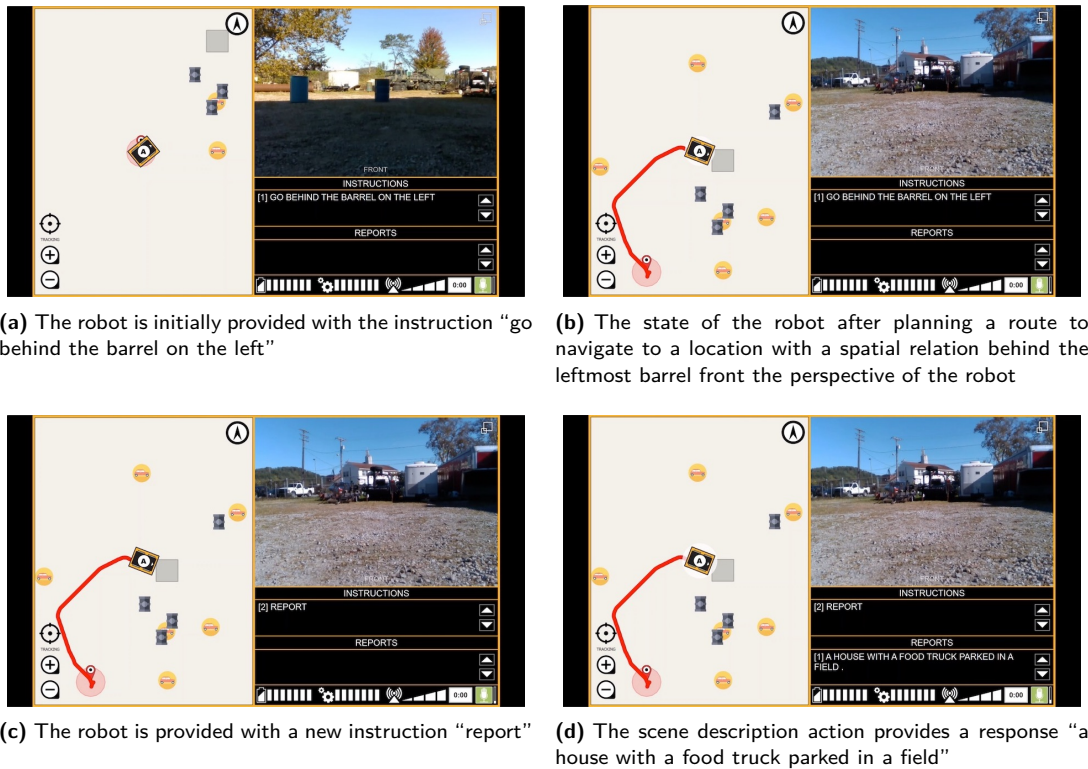 A
FRONT
INSTRUCTIONS
[1] GO BEHIND THE BARREL ON THE LEFT
REPORTS
TRACKING
0:00
(a) The robot is initially provided with the instruction “go
behind the barrel on the left”
A
FRONT
INSTRUCTIONS
[1] GO BEHIND THE BARREL ON THE LEFT
REPORTS
TRACKING
0:00
(b) The state of the robot after planning a route to
navigate to a location with a spatial relation behind the
leftmost barrel front the perspective of the robot
A
FRONT
INSTRUCTIONS
[2] REPORT
REPORTS
TRACKING
0:00
(c) The robot is provided with a new instruction “report”
A
FRONT
INSTRUCTIONS
[2] REPORT
REPORTS
[1] A HOUSE WITH A FOOD TRUCK PARKED IN A
FIELD .
TRACKING
0:00
(d) The scene description action provides a response “a
house with a food truck parked in a field”